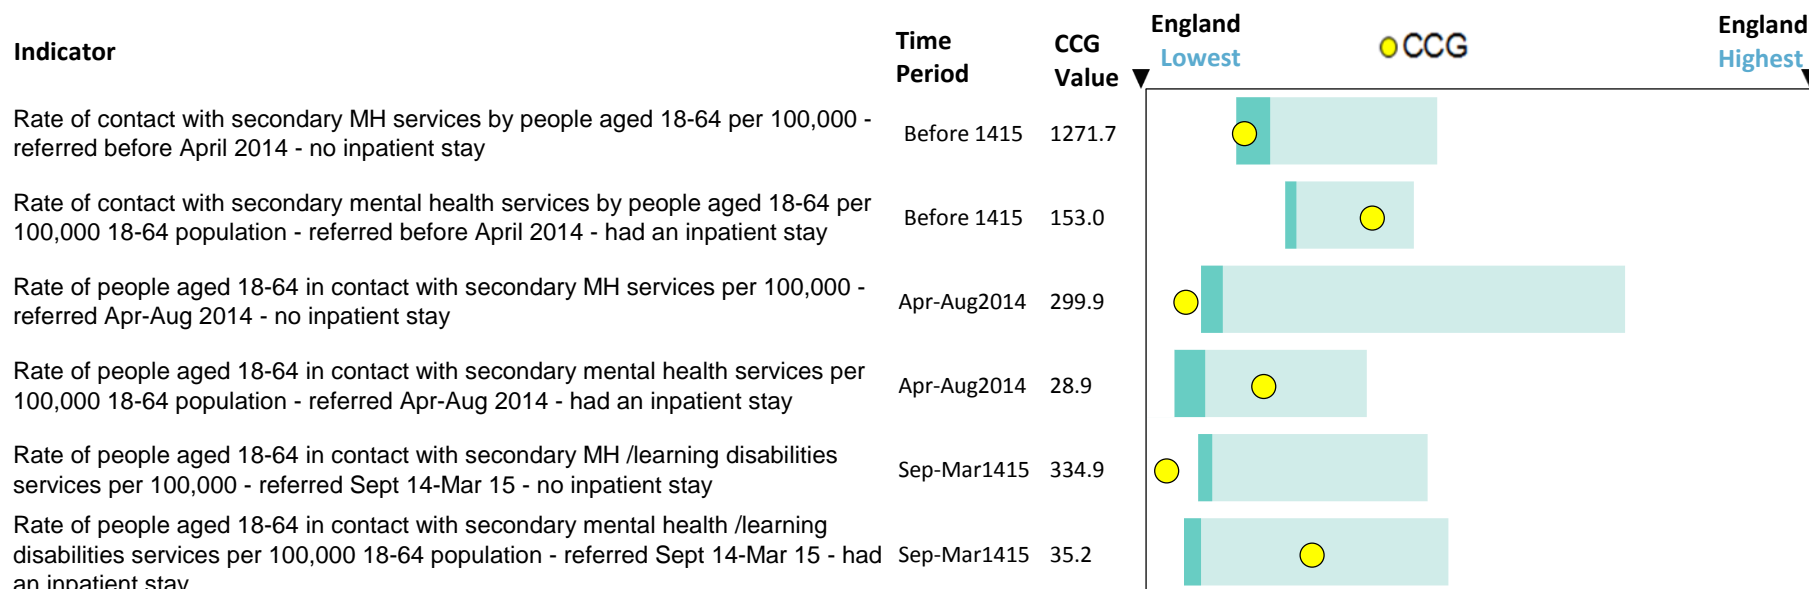 Indicator
Time
Period
CCG
Value
England
Lowest
CCG
England
Highest
Rate of contact with secondary MH services by people aged 18-64 per 100,000 -
referred before April 2014 - no inpatient stay
Before 1415
1271.7
Rate of contact with secondary mental health services by people aged 18-64 per
100,000 18-64 population - referred before April 2014 - had an inpatient stay
Before 1415
153.0
Rate of people aged 18-64 in contact with secondary MH services per 100,000 -
referred Apr-Aug 2014 - no inpatient stay
Apr-Aug2014
299.9
Rate of people aged 18-64 in contact with secondary mental health services per
100,000 18-64 population - referred Apr-Aug 2014 - had an inpatient stay
Apr-Aug2014
28.9
Rate of people aged 18-64 in contact with secondary MH /learning disabilities
services per 100,000 - referred Sept 14-Mar 15 - no inpatient stay
Sep-Mar1415
334.9
Rate of people aged 18-64 in contact with secondary mental health /learning
disabilities services per 100,000 18-64 population - referred Sept 14-Mar 15 - had
an inpatient stay
Sep-Mar1415
35.2